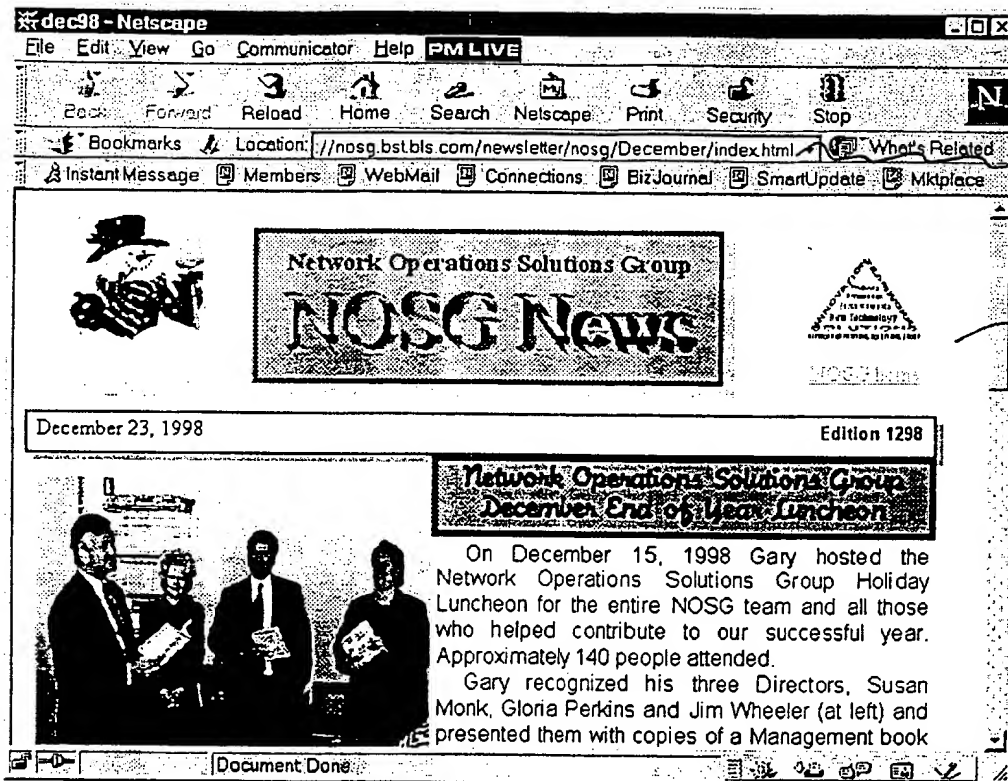 dec98 - Netscape
File Edit View Go Communicator Help PM LIVE
Back Forward Reload Home Search Netscape Print Security Stop
My
N
Bookmarks Location: //nosg.bst.bls.com/newsletter/nosg/December/index.html What's Related
Instant Message Members WebMail Connections BizJournal SmartUpdate Mktplace
Network Operations Solutions Group
NOSG News
New Technology
NOSG home
December 23, 1998 Edition 1298
Network Operations Solutions Group
December End of Year Luncheon
On December 15, 1998 Gary hosted the
Network Operations Solutions Group Holiday
Luncheon for the entire NOSG team and all those
who helped contribute to our successful year.
Approximately 140 people attended.
Gary recognized his three Directors, Susan
Monk, Gloria Perkins and Jim Wheeler (at left) and
presented them with copies of a Management book
Document Done